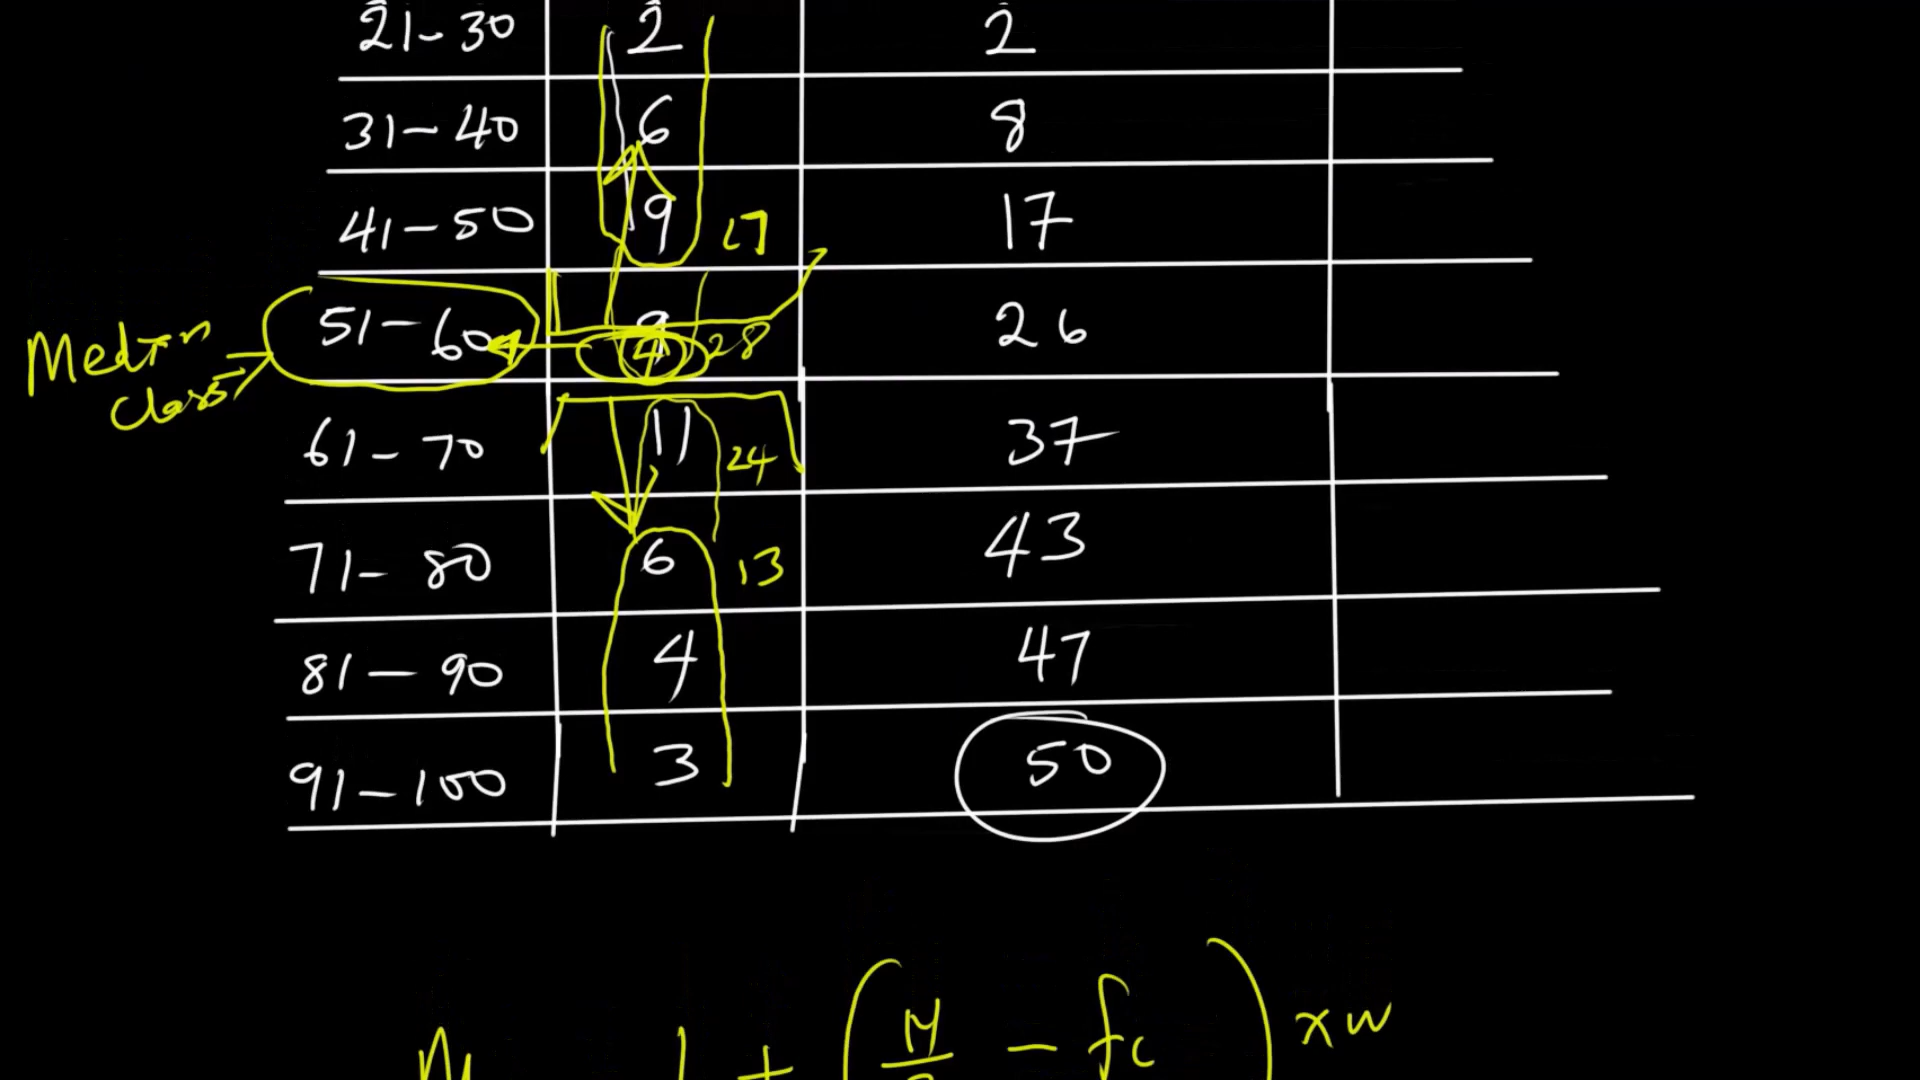 21-30 2 2
31-40 6 8
41-50 9 17 17
51-60 9 4 28 26
Median class
61-70 11 24 37
71-80 6 13 43
81-90 4 47
91-100 3 50
+ ( N - fc ) x w